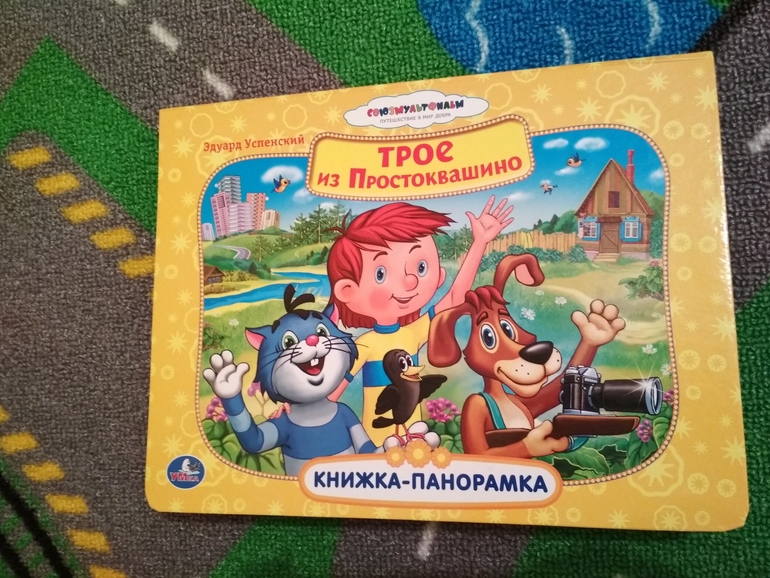 СОЮЗМУЛЬТФИЛЬМ
ПУТЕШЕСТВИЕ В МИР ДОБРА
Эдуард Успенский
ТРОЕ
из Простоквашино
УМка
КНИЖКА-ПАНОРАМКА